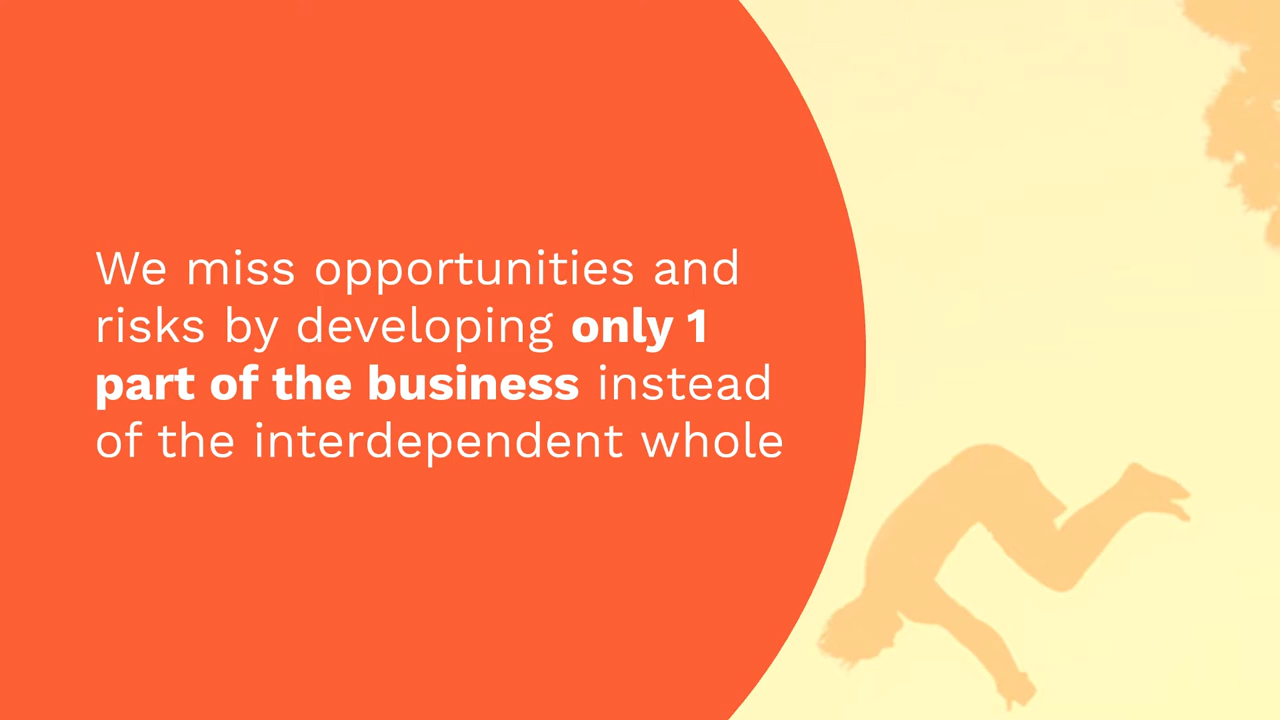 We miss opportunities and
risks by developing only 1
part of the business instead
of the interdependent whole